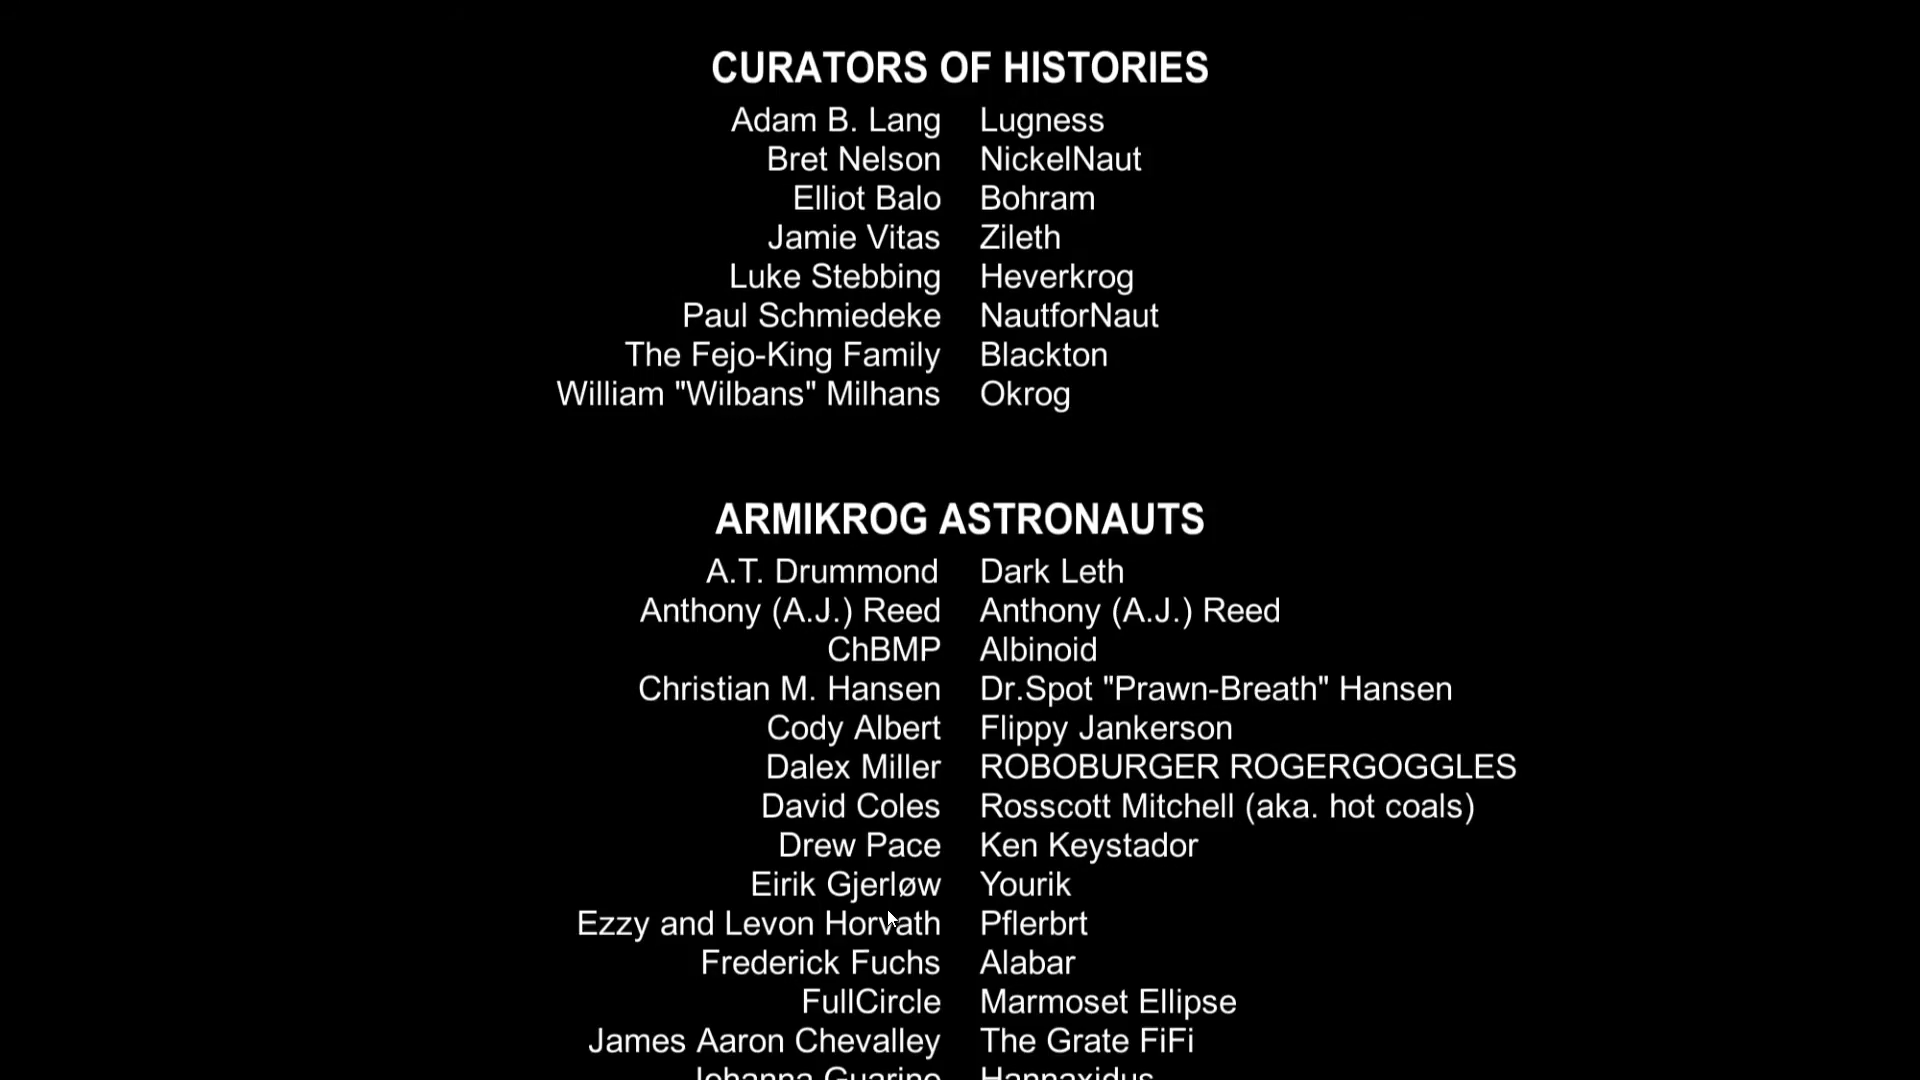 CURATORS OF HISTORIES
Adam B. Lang Lugness
Bret Nelson NickelNaut
Elliot Balo Bohram
Jamie Vitas Zileth
Luke Stebbing Heverkrog
Paul Schmiedeke NautforNaut
The Fejo-King Family Blackton
William "Wilbans" Milhans Okrog
ARMIKROG ASTRONAUTS
A.T. Drummond Dark Leth
Anthony (A.J.) Reed Anthony (A.J.) Reed
ChBMP Albinoid
Christian M. Hansen Dr.Spot "Prawn-Breath" Hansen
Cody Albert Flippy Jankerson
Dalex Miller ROBOBURGER ROGERGOGGLES
David Coles Rosscott Mitchell (aka. hot coals)
Drew Pace Ken Keystador
Eirik Gjerløw Yourik
Ezzy and Levon Horvath Pflerbrt
Frederick Fuchs Alabar
FullCircle Marmoset Ellipse
James Aaron Chevalley The Grate FiFi
Johanna Guarino Hannaxidus